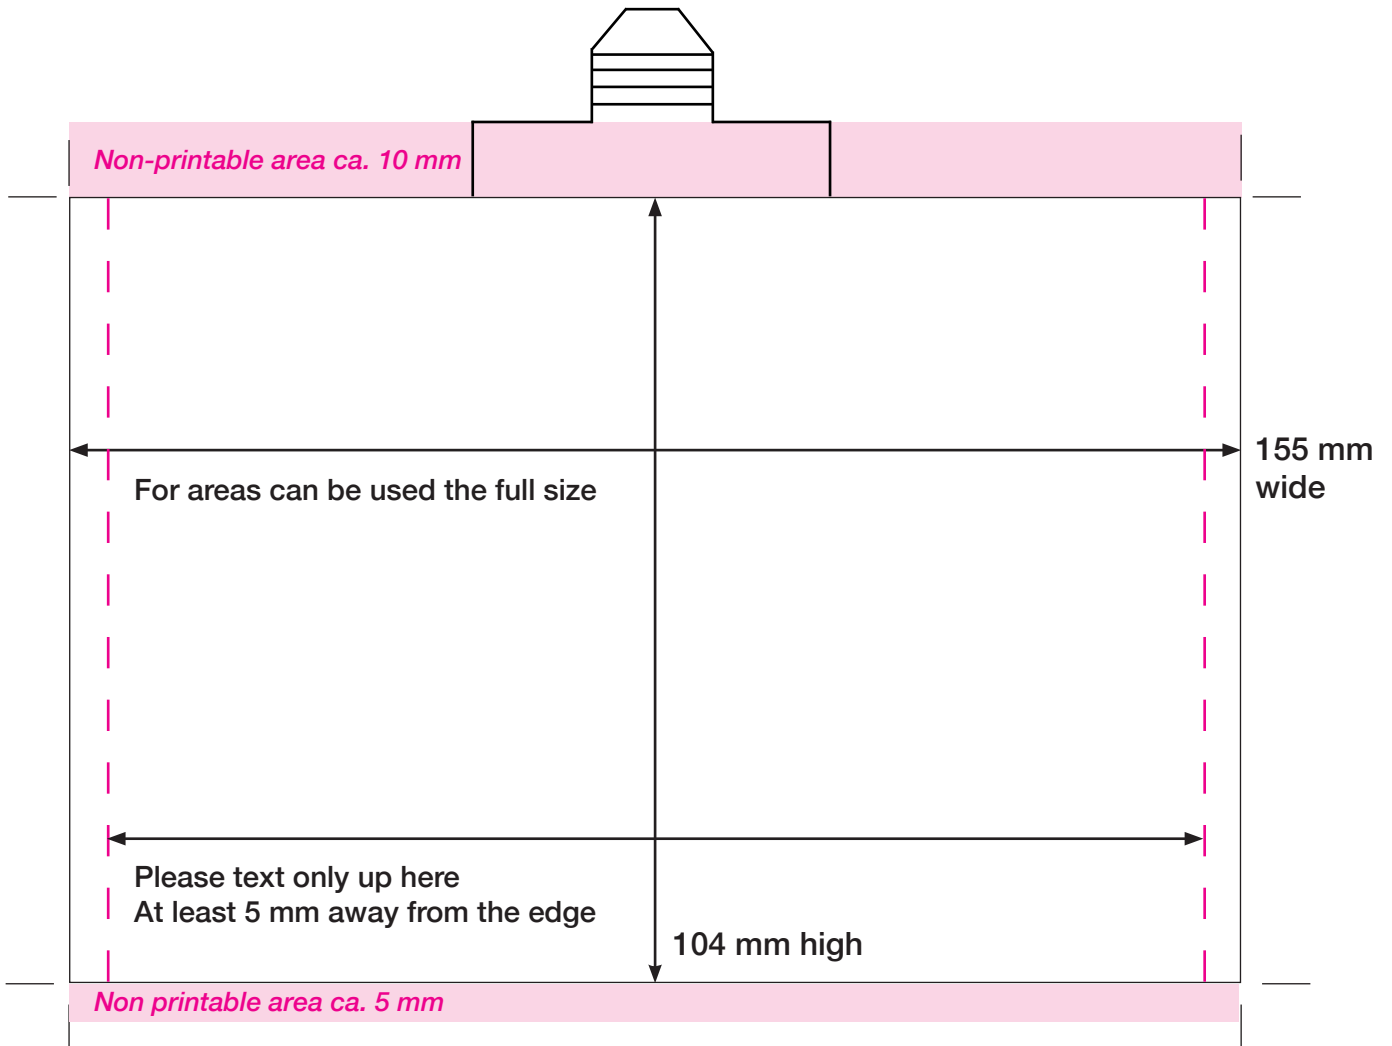 Non-printable area ca. 10 mm
155 mm
wide
For areas can be used the full size
Please text only up here
At least 5 mm away from the edge
104 mm high
Non printable area ca. 5 mm